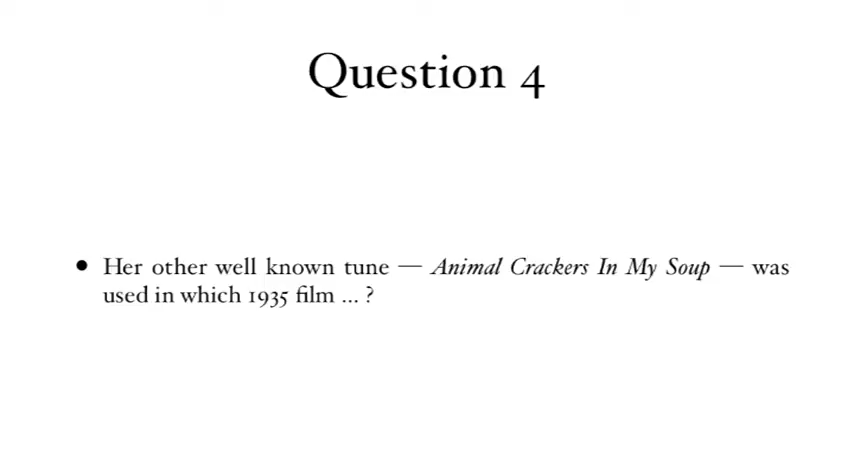 Question 4
• Her other well known tune — Animal Crackers In My Soup — was
used in which 1935 film ... ?